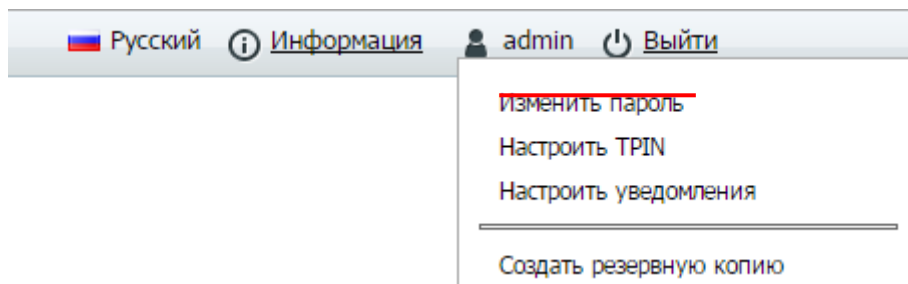 Русский Информация admin Выйти
Изменить пароль
Настроить TPIN
Настроить уведомления
Создать резервную копию